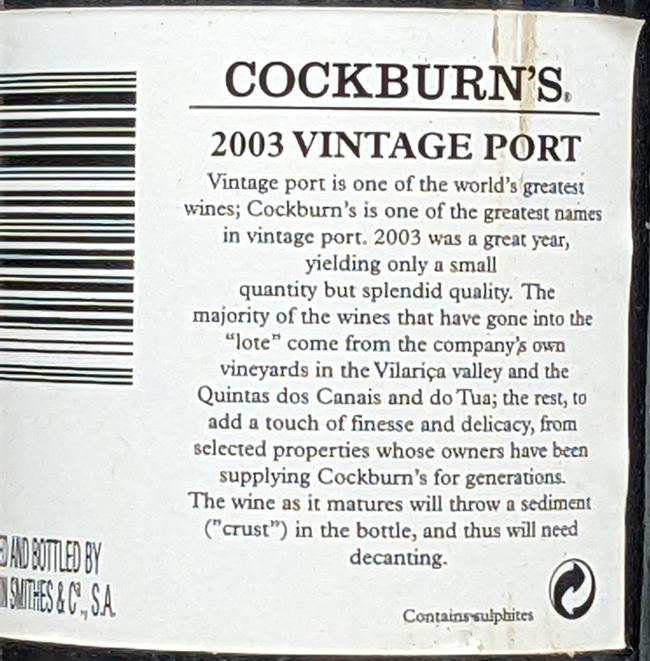 COCKBURN'S®
2003 VINTAGE PORT
Vintage port is one of the world's greatest
wines; Cockburn's is one of the greatest names
in vintage port. 2003 was a great year,
yielding only a small
quantity but splendid quality. The
majority of the wines that have gone into the
"lote" come from the company's own
vineyards in the Vilariça valley and the
Quintas dos Canais and do Tua; the rest, to
add a touch of finesse and delicacy, from
selected properties whose owners have been
supplying Cockburn's for generations.
The wine as it matures will throw a sediment
("crust") in the bottle, and thus will need
decanting.
Contains sulphites
AND BOTTLED BY
SMITHES & Cª., S.A.